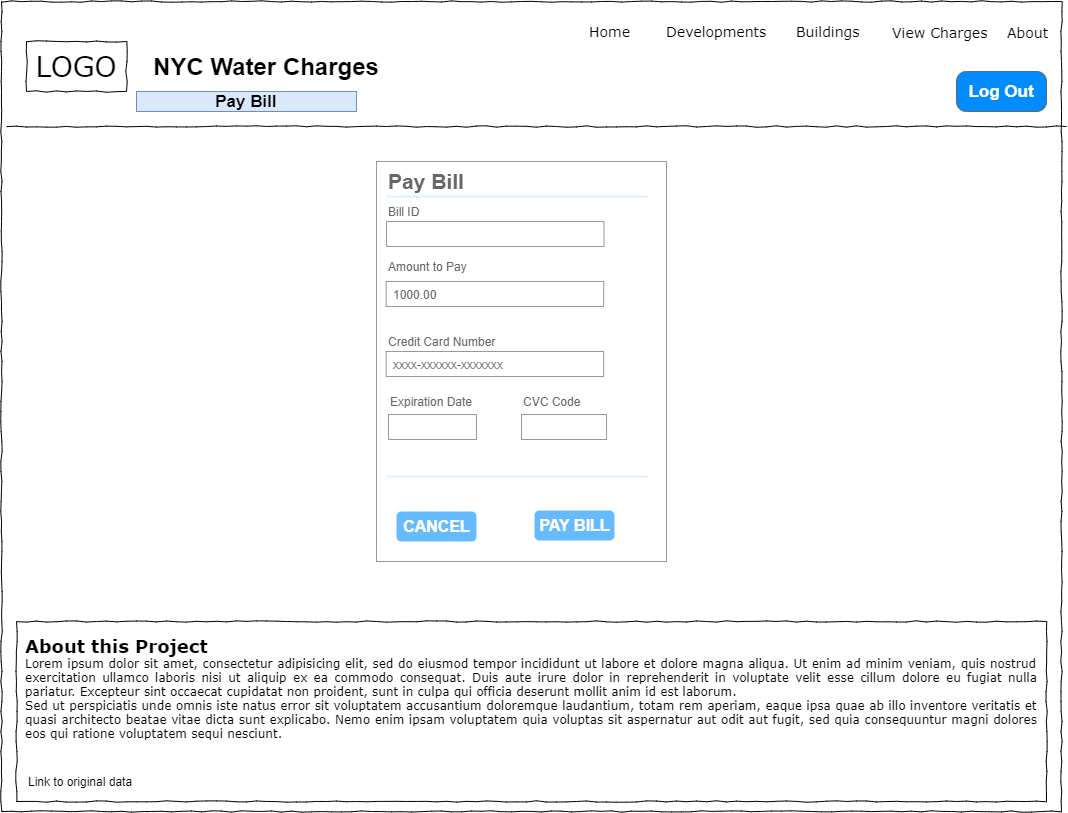 Home Developments Buildings View Charges About
LOGO
NYC Water Charges
Pay Bill
Log Out
Pay Bill
Bill ID
Amount to Pay
1000.00
Credit Card Number
xxxx-xxxxxx-xxxxxxx
Expiration Date CVC Code
CANCEL PAY BILL
About this Project
Lorem ipsum dolor sit amet, consectetur adipisicing elit, sed do eiusmod tempor incididunt ut labore et dolore magna aliqua. Ut enim ad minim veniam, quis nostrud
exercitation ullamco laboris nisi ut aliquip ex ea commodo consequat. Duis aute irure dolor in reprehenderit in voluptate velit esse cillum dolore eu fugiat nulla
pariatur. Excepteur sint occaecat cupidatat non proident, sunt in culpa qui officia deserunt mollit anim id est laborum.
Sed ut perspiciatis unde omnis iste natus error sit voluptatem accusantium doloremque laudantium, totam rem aperiam, eaque ipsa quae ab illo inventore veritatis et
quasi architecto beatae vitae dicta sunt explicabo. Nemo enim ipsam voluptatem quia voluptas sit aspernatur aut odit aut fugit, sed quia consequuntur magni dolores
eos qui ratione voluptatem sequi nesciunt.
Link to original data